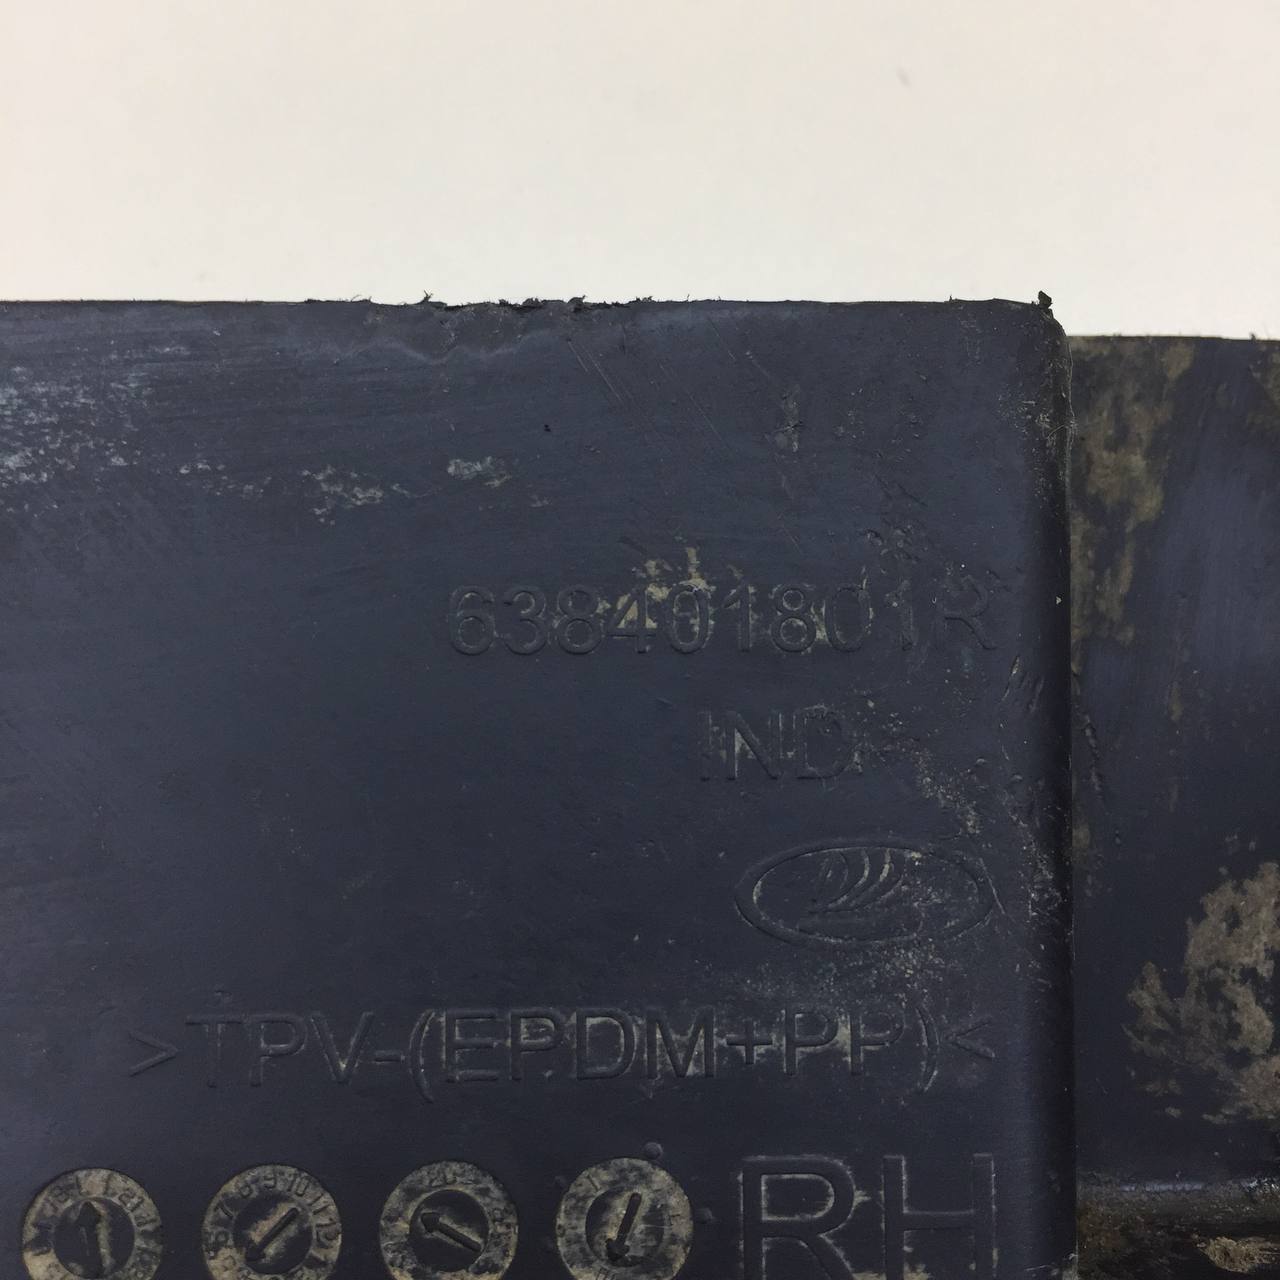 638401801R
IND
>TPV-(EPDM+PP)<
RH